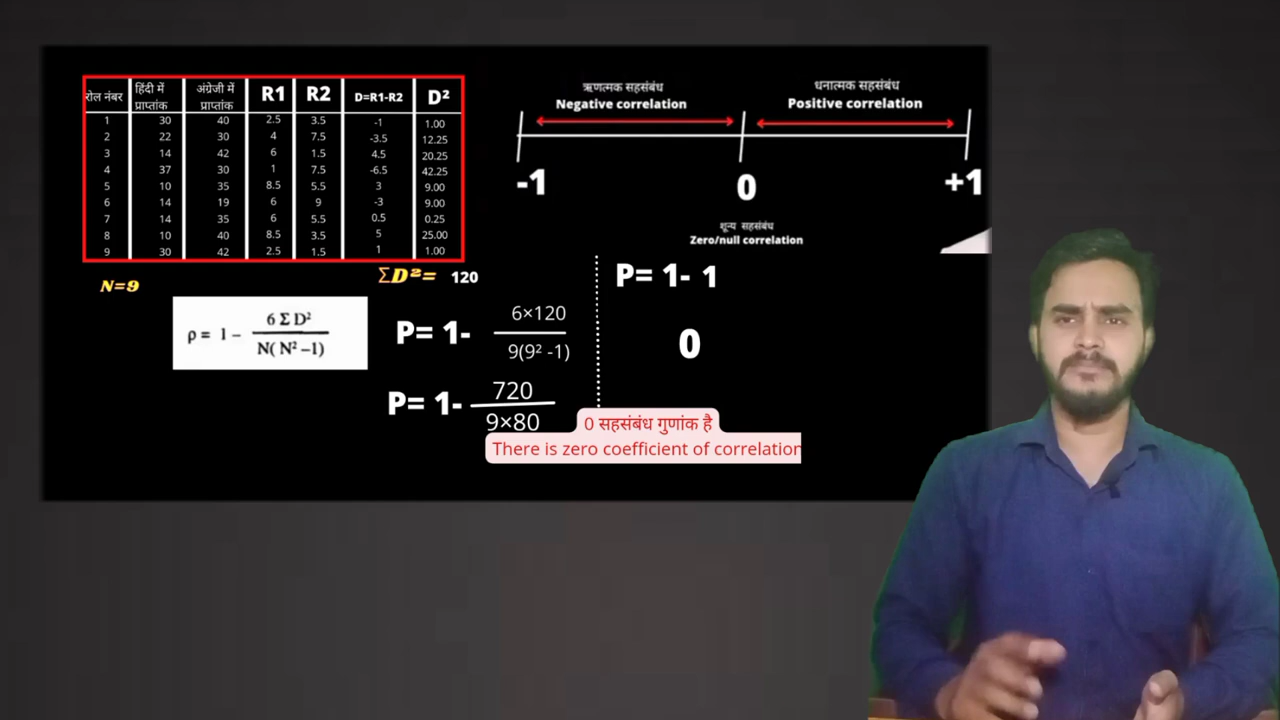 रोल नंबर हिंदी में प्राप्तांक अंग्रेजी में प्राप्तांक R1 R2 D=R1-R2 D²
1 30 40 2.5 3.5 -1 1.00
2 22 30 4 7.5 -3.5 12.25
3 14 42 6 1.5 4.5 20.25
4 37 30 1 7.5 -6.5 42.25
5 10 35 8.5 5.5 3 9.00
6 14 19 6 9 -3 9.00
7 14 35 6 5.5 0.5 0.25
8 10 40 8.5 3.5 5 25.00
9 30 42 2.5 1.5 1 1.00
N=9
ΣD²= 120
ρ = 1 – 6 Σ D² / N( N² –1)
P= 1- 6×120 / 9(9² -1)
P= 1- 720 / 9×80
ऋणत्मक सहसंबंध
Negative correlation
धनात्मक सहसंबंध
Positive correlation
-1 0 +1
शून्य सहसंबंध
Zero/null correlation
P= 1- 1
0
0 सहसंबंध गुणांक है
There is zero coefficient of correlation